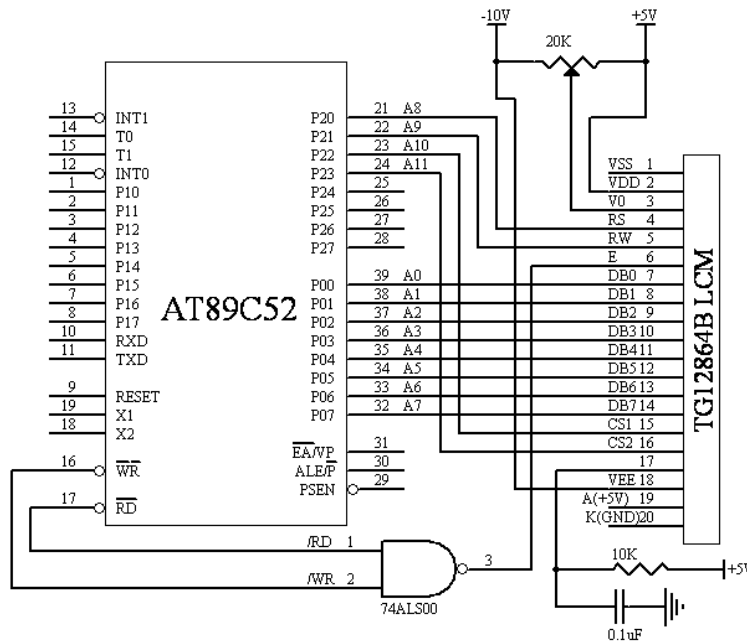 -10V
+5V
20K
13 INT1
14 T0
15 T1
12 INT0
1 P10
2 P11
3 P12
4 P13
5 P14
6 P15
7 P16
8 P17
10 RXD
11 TXD
9 RESET
19 X1
18 X2
16 WR
17 RD
AT89C52
P20 21 A8
P21 22 A9
P22 23 A10
P23 24 A11
P24 25
P25 26
P26 27
P27 28
P00 39 A0
P01 38 A1
P02 37 A2
P03 36 A3
P04 35 A4
P05 34 A5
P06 33 A6
P07 32 A7
EA/VP 31
ALE/P 30
PSEN 29
VSS 1
VDD 2
V0 3
RS 4
RW 5
E 6
DB0 7
DB1 8
DB2 9
DB3 10
DB4 11
DB5 12
DB6 13
DB7 14
CS1 15
CS2 16
17
VEE 18
A(+5V) 19
K(GND) 20
TG12864B LCM
/RD 1
/WR 2
3
74ALS00
10K
+5V
0.1uF